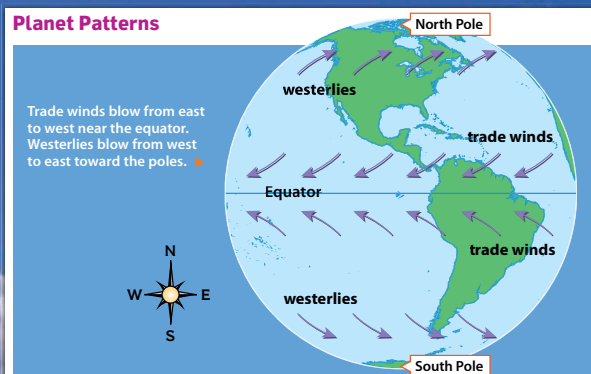 Planet Patterns
Trade winds blow from east
to west near the equator.
Westerlies blow from west
to east toward the poles.
North Pole
westerlies
trade winds
Equator
trade winds
westerlies
South Pole
N
W
E
S